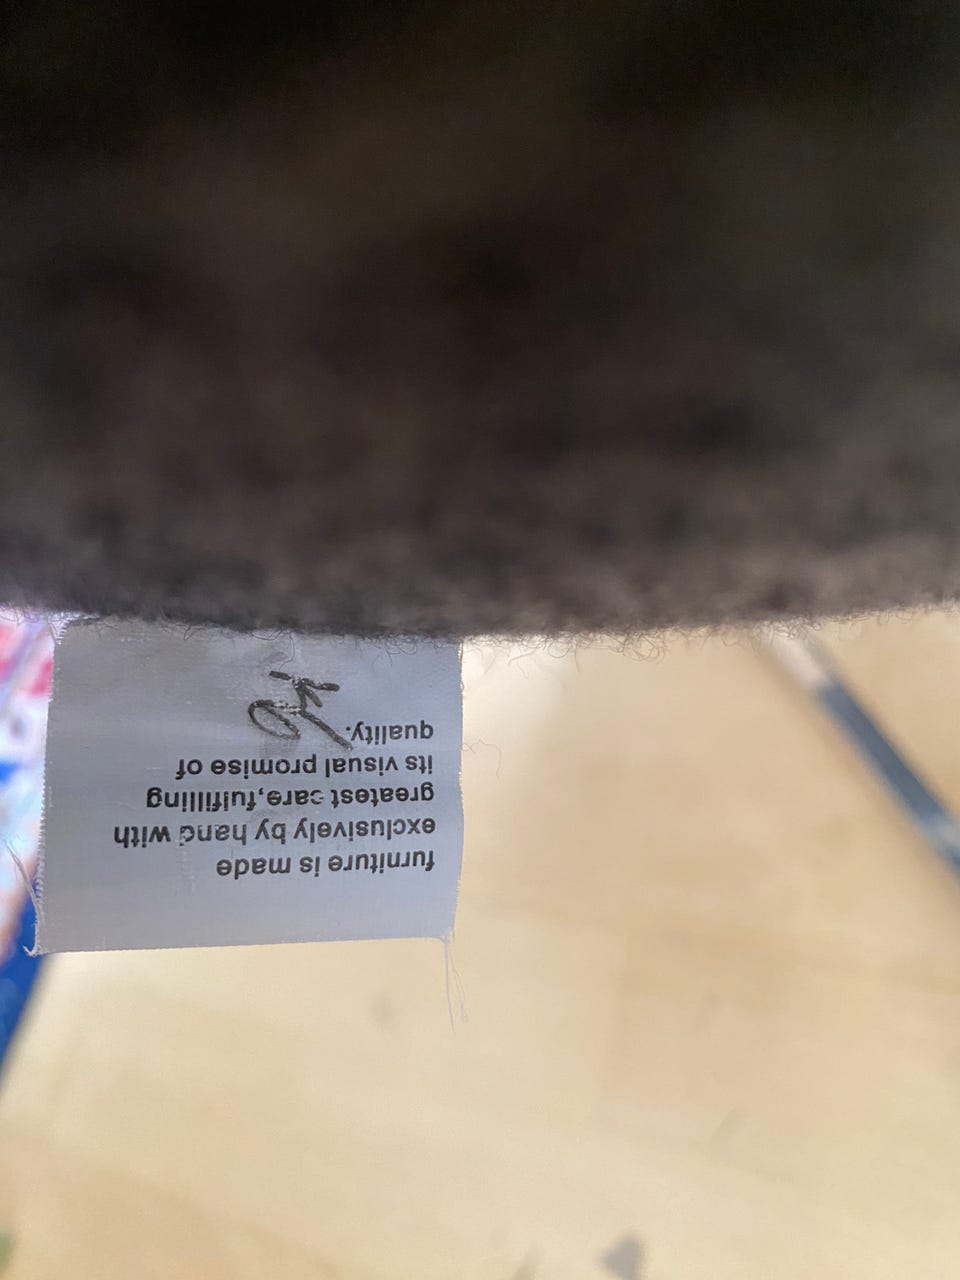 furniture is made
exclusively by hand with
greatest care,fulfilling
its visual promise of
quality.